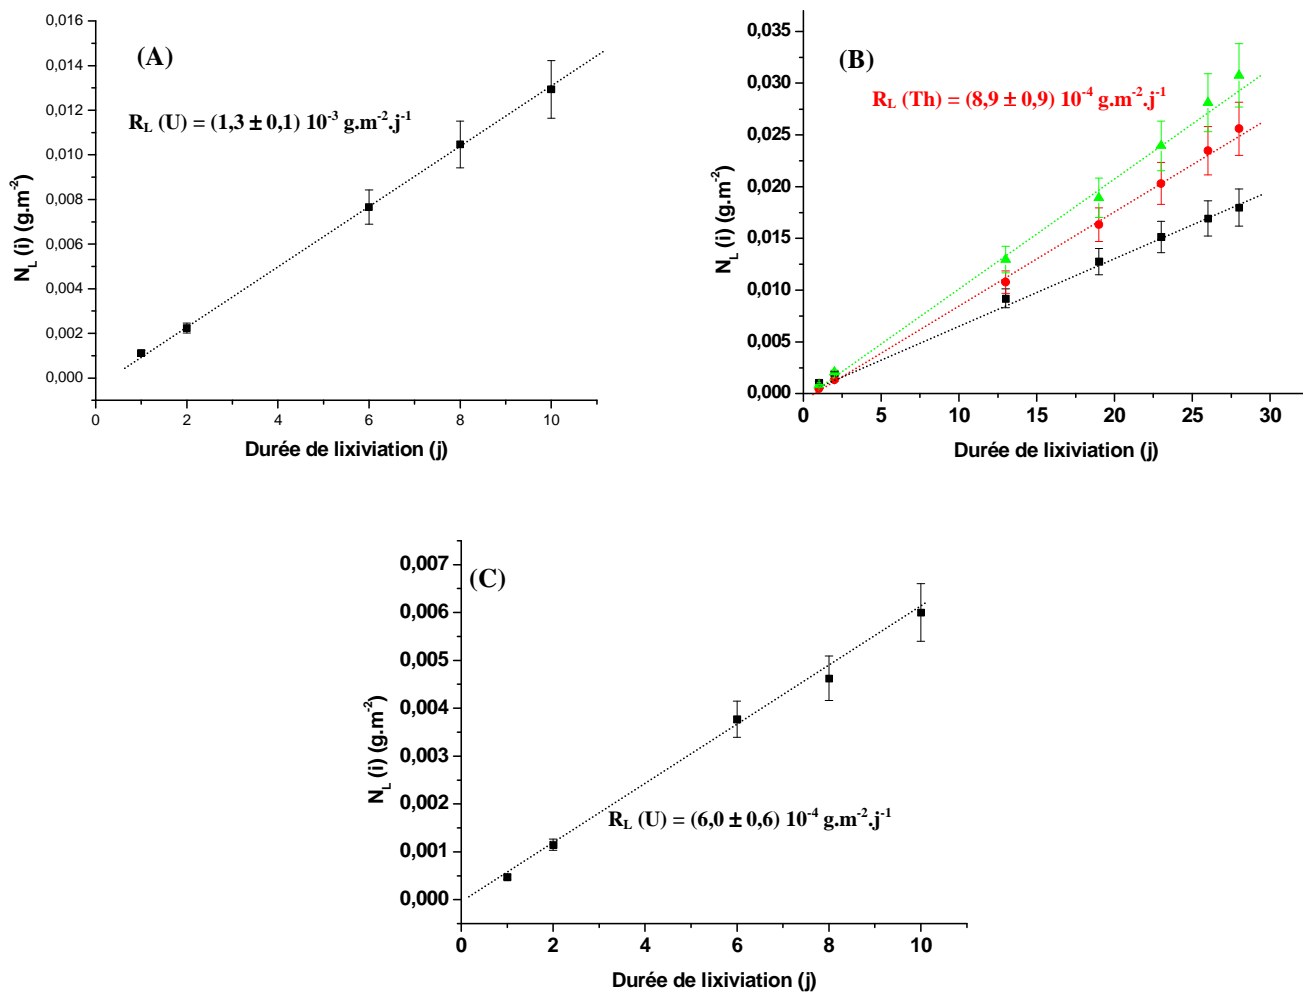 (A)
R_L (U) = (1,3 ± 0,1) 10^-3 g.m^-2.j^-1
N_L (i) (g.m^-2)
0,016
0,014
0,012
0,010
0,008
0,006
0,004
0,002
0,000
0 2 4 6 8 10
Durée de lixiviation (j)
(B)
R_L (Th) = (8,9 ± 0,9) 10^-4 g.m^-2.j^-1
N_L (i) (g.m^-2)
0,035
0,030
0,025
0,020
0,015
0,010
0,005
0,000
0 5 10 15 20 25 30
Durée de lixiviation (j)
(C)
N_L (i) (g.m^-2)
0,007
0,006
0,005
0,004
0,003
0,002
0,001
0,000
R_L (U) = (6,0 ± 0,6) 10^-4 g.m^-2.j^-1
0 2 4 6 8 10
Durée de lixiviation (j)